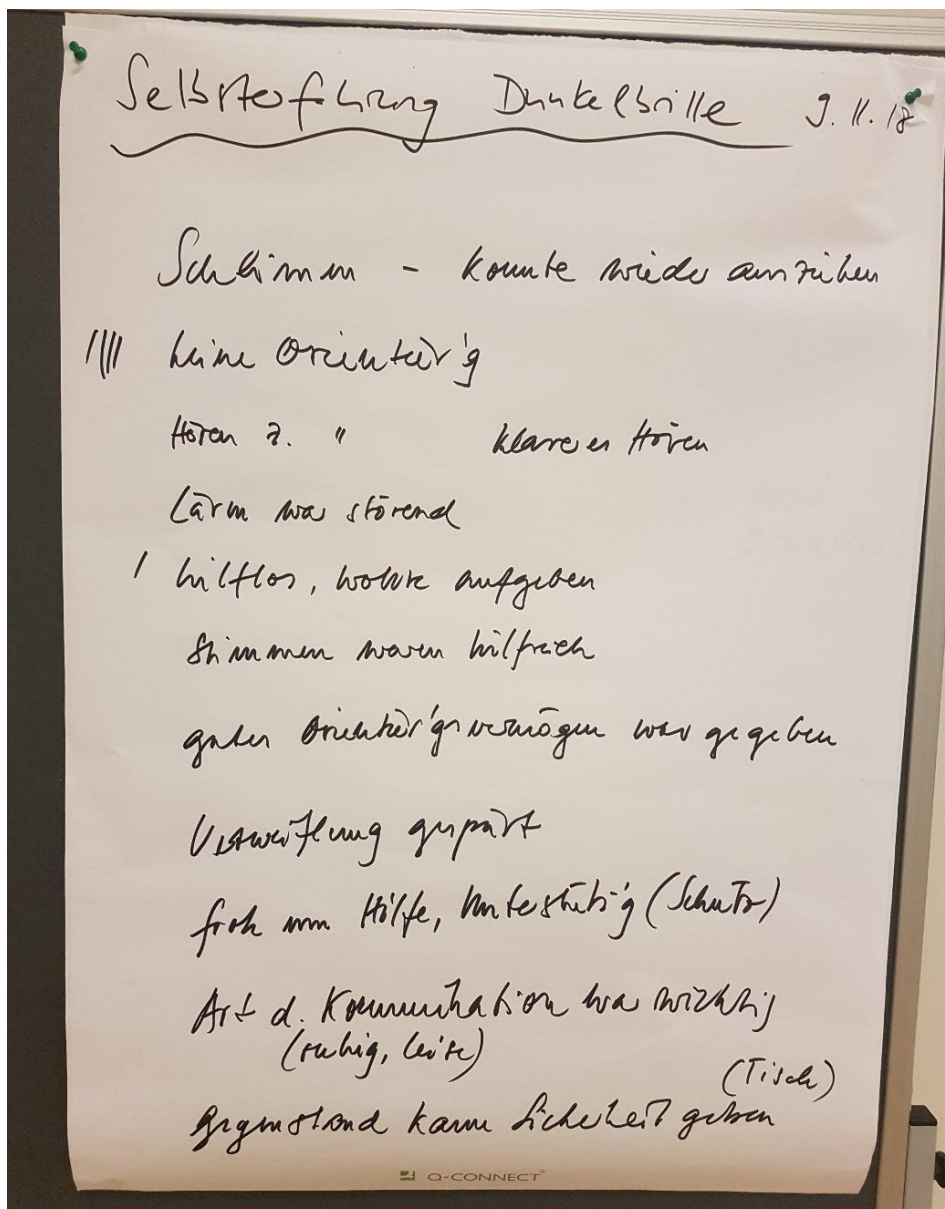 Selbsterfahrung Dunkelbrille 9.11.18
Schlimm - konnte wieder ausziehen
|||| keine Orientier'g
Hören z. " klareres Hören
Lärm war störend
| hilflos, wollte aufgeben
Stimmen waren hilfreich
gutes Orientier'gsvermögen war gegeben
Verzweiflung gespürt
froh um Hilfe, Unterstütz'g (Schutz)
Art d. Kommunikation war wichtig
(ruhig, leise)
(Tisch)
Gegenstand kann Sicherheit geben
Q-CONNECT